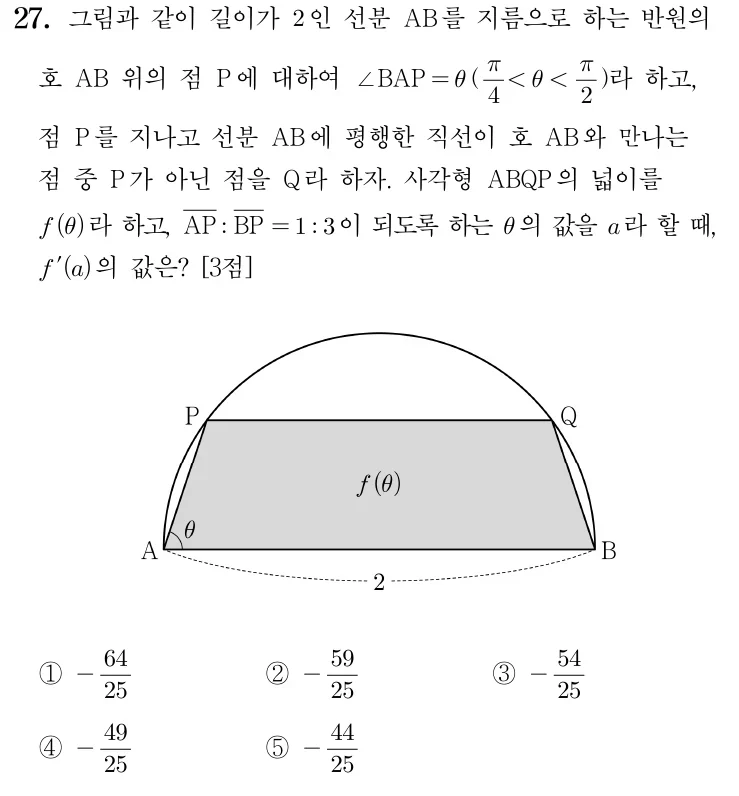 27. 그림과 같이 길이가 2인 선분 AB를 지름으로 하는 반원의
호 AB 위의 점 P에 대하여 ∠BAP=θ(π/4<θ<π/2)라 하고,
점 P를 지나고 선분 AB에 평행한 직선이 호 AB와 만나는
점 중 P가 아닌 점을 Q라 하자. 사각형 ABQP의 넓이를
f(θ)라 하고, A̅P̅ : B̅P̅ = 1 : 3이 되도록 하는 θ의 값을 a라 할 때,
f′(a)의 값은? [3점]
P Q
f(θ)
θ
A B
2
① −64/25 ② −59/25 ③ −54/25
④ −49/25 ⑤ −44/25